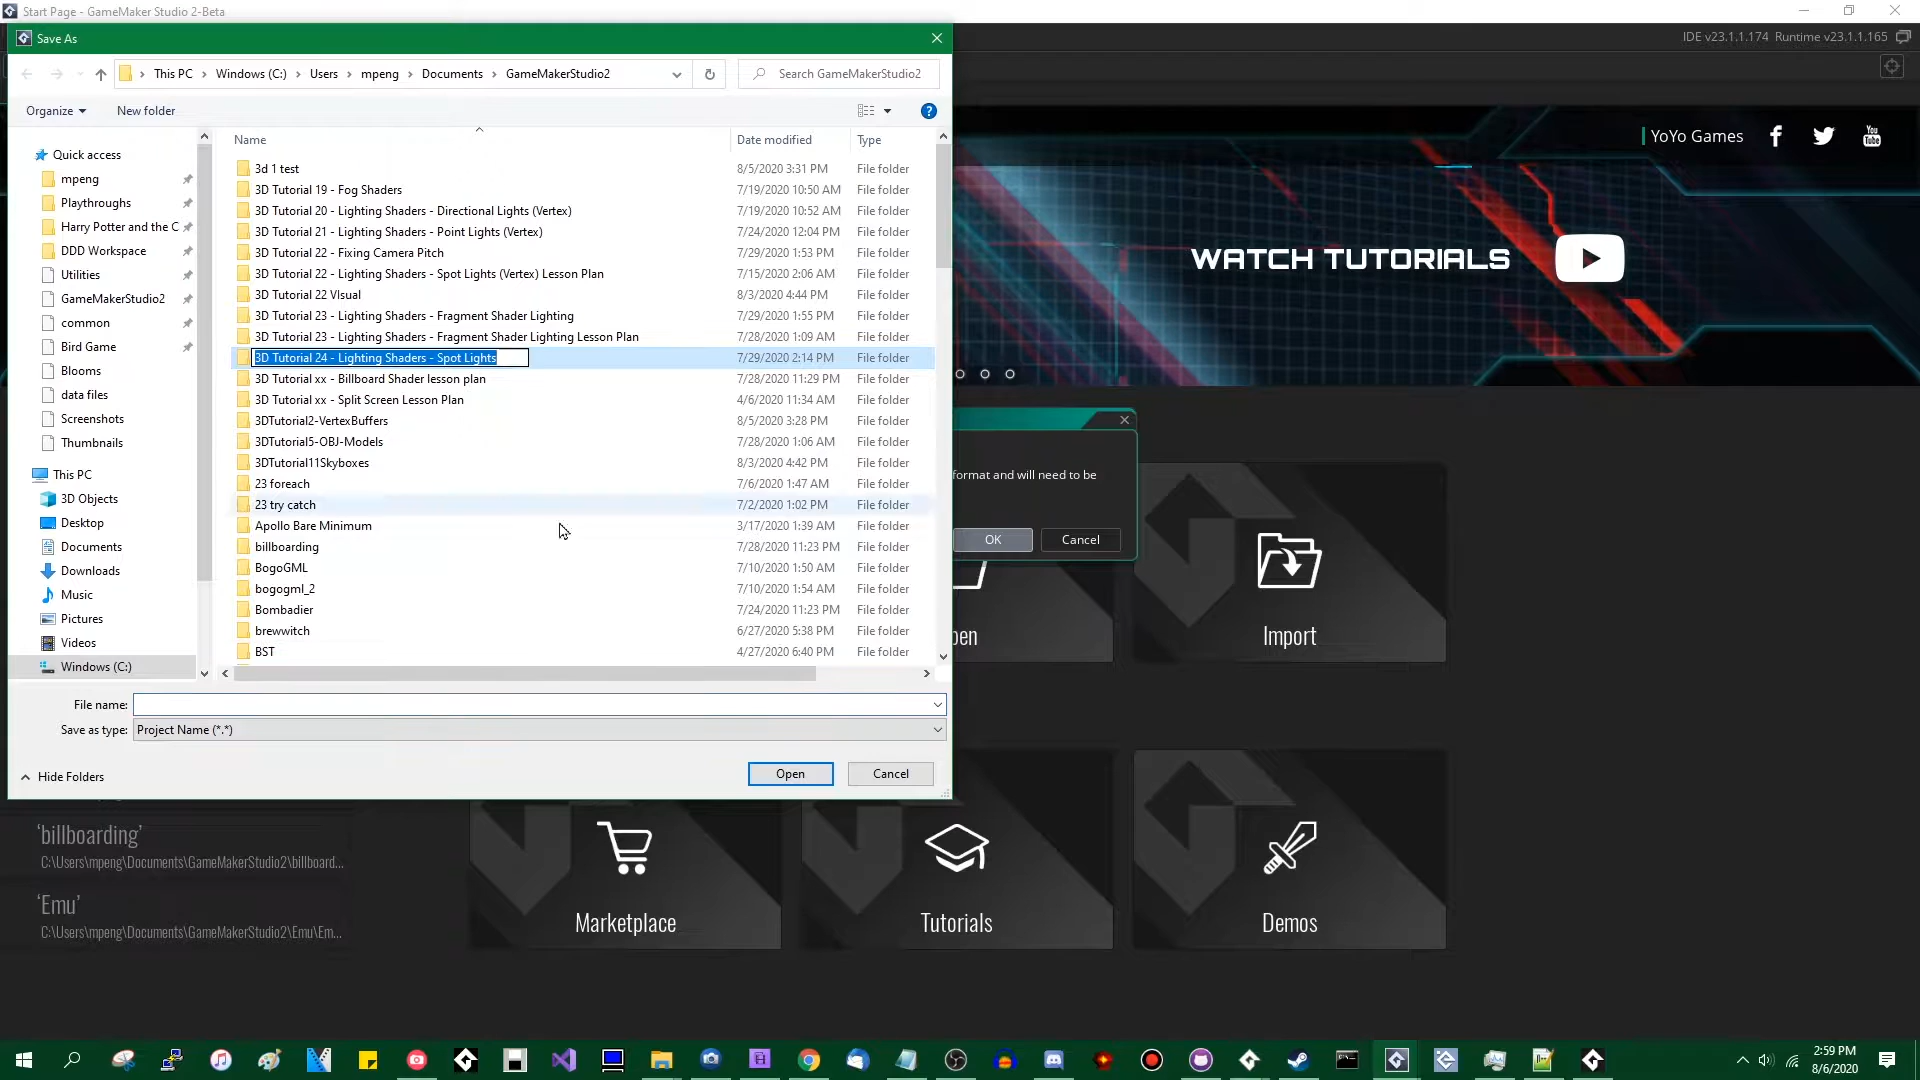 Start Page - GameMaker Studio 2-Beta
IDE v23.1.1.174 Runtime v23.1.1.165
Save As
This PC > Windows (C:) > Users > mpeng > Documents > GameMakerStudio2
Search GameMakerStudio2
Organize
New folder
Name
Date modified
Type
Quick access
mpeng
Playthroughs
Harry Potter and the C
DDD Workspace
Utilities
GameMakerStudio2
common
Bird Game
Blooms
data files
Screenshots
Thumbnails
This PC
3D Objects
Desktop
Documents
Downloads
Music
Pictures
Videos
Windows (C:)
3d 1 test 8/5/2020 3:31 PM File folder
3D Tutorial 19 - Fog Shaders 7/19/2020 10:50 AM File folder
3D Tutorial 20 - Lighting Shaders - Directional Lights (Vertex) 7/19/2020 10:52 AM File folder
3D Tutorial 21 - Lighting Shaders - Point Lights (Vertex) 7/24/2020 12:04 PM File folder
3D Tutorial 22 - Fixing Camera Pitch 7/29/2020 1:53 PM File folder
3D Tutorial 22 - Lighting Shaders - Spot Lights (Vertex) Lesson Plan 7/15/2020 2:06 AM File folder
3D Tutorial 22 VIsual 8/3/2020 4:44 PM File folder
3D Tutorial 23 - Lighting Shaders - Fragment Shader Lighting 7/29/2020 1:55 PM File folder
3D Tutorial 23 - Lighting Shaders - Fragment Shader Lighting Lesson Plan 7/28/2020 1:09 AM File folder
3D Tutorial 24 - Lighting Shaders - Spot Lights 7/29/2020 2:14 PM File folder
3D Tutorial xx - Billboard Shader lesson plan 7/28/2020 11:29 PM File folder
3D Tutorial xx - Split Screen Lesson Plan 4/6/2020 11:34 AM File folder
3DTutorial2-VertexBuffers 8/5/2020 3:28 PM File folder
3DTutorial5-OBJ-Models 7/28/2020 1:06 AM File folder
3DTutorial11Skyboxes 8/3/2020 4:42 PM File folder
23 foreach 7/6/2020 1:47 AM File folder
23 try catch 7/2/2020 1:02 PM File folder
Apollo Bare Minimum 3/17/2020 1:39 AM File folder
billboarding 7/28/2020 11:23 PM File folder
BogoGML 7/10/2020 1:50 AM File folder
bogogml_2 7/10/2020 1:54 AM File folder
Bombadier 7/24/2020 11:23 PM File folder
brewwitch 6/27/2020 5:38 PM File folder
BST 4/27/2020 6:40 PM File folder
File name:
Save as type: Project Name (*.*)
Hide Folders
Open
Cancel
YoYo Games
You Tube
WATCH TUTORIALS
format and will need to be
OK
Cancel
pen
Import
'billboarding'
C:\Users\mpeng\Documents\GameMakerStudio2\billboard...
'Emu'
C:\Users\mpeng\Documents\GameMakerStudio2\Emu\Em...
Marketplace
Tutorials
Demos
2:59 PM
8/6/2020